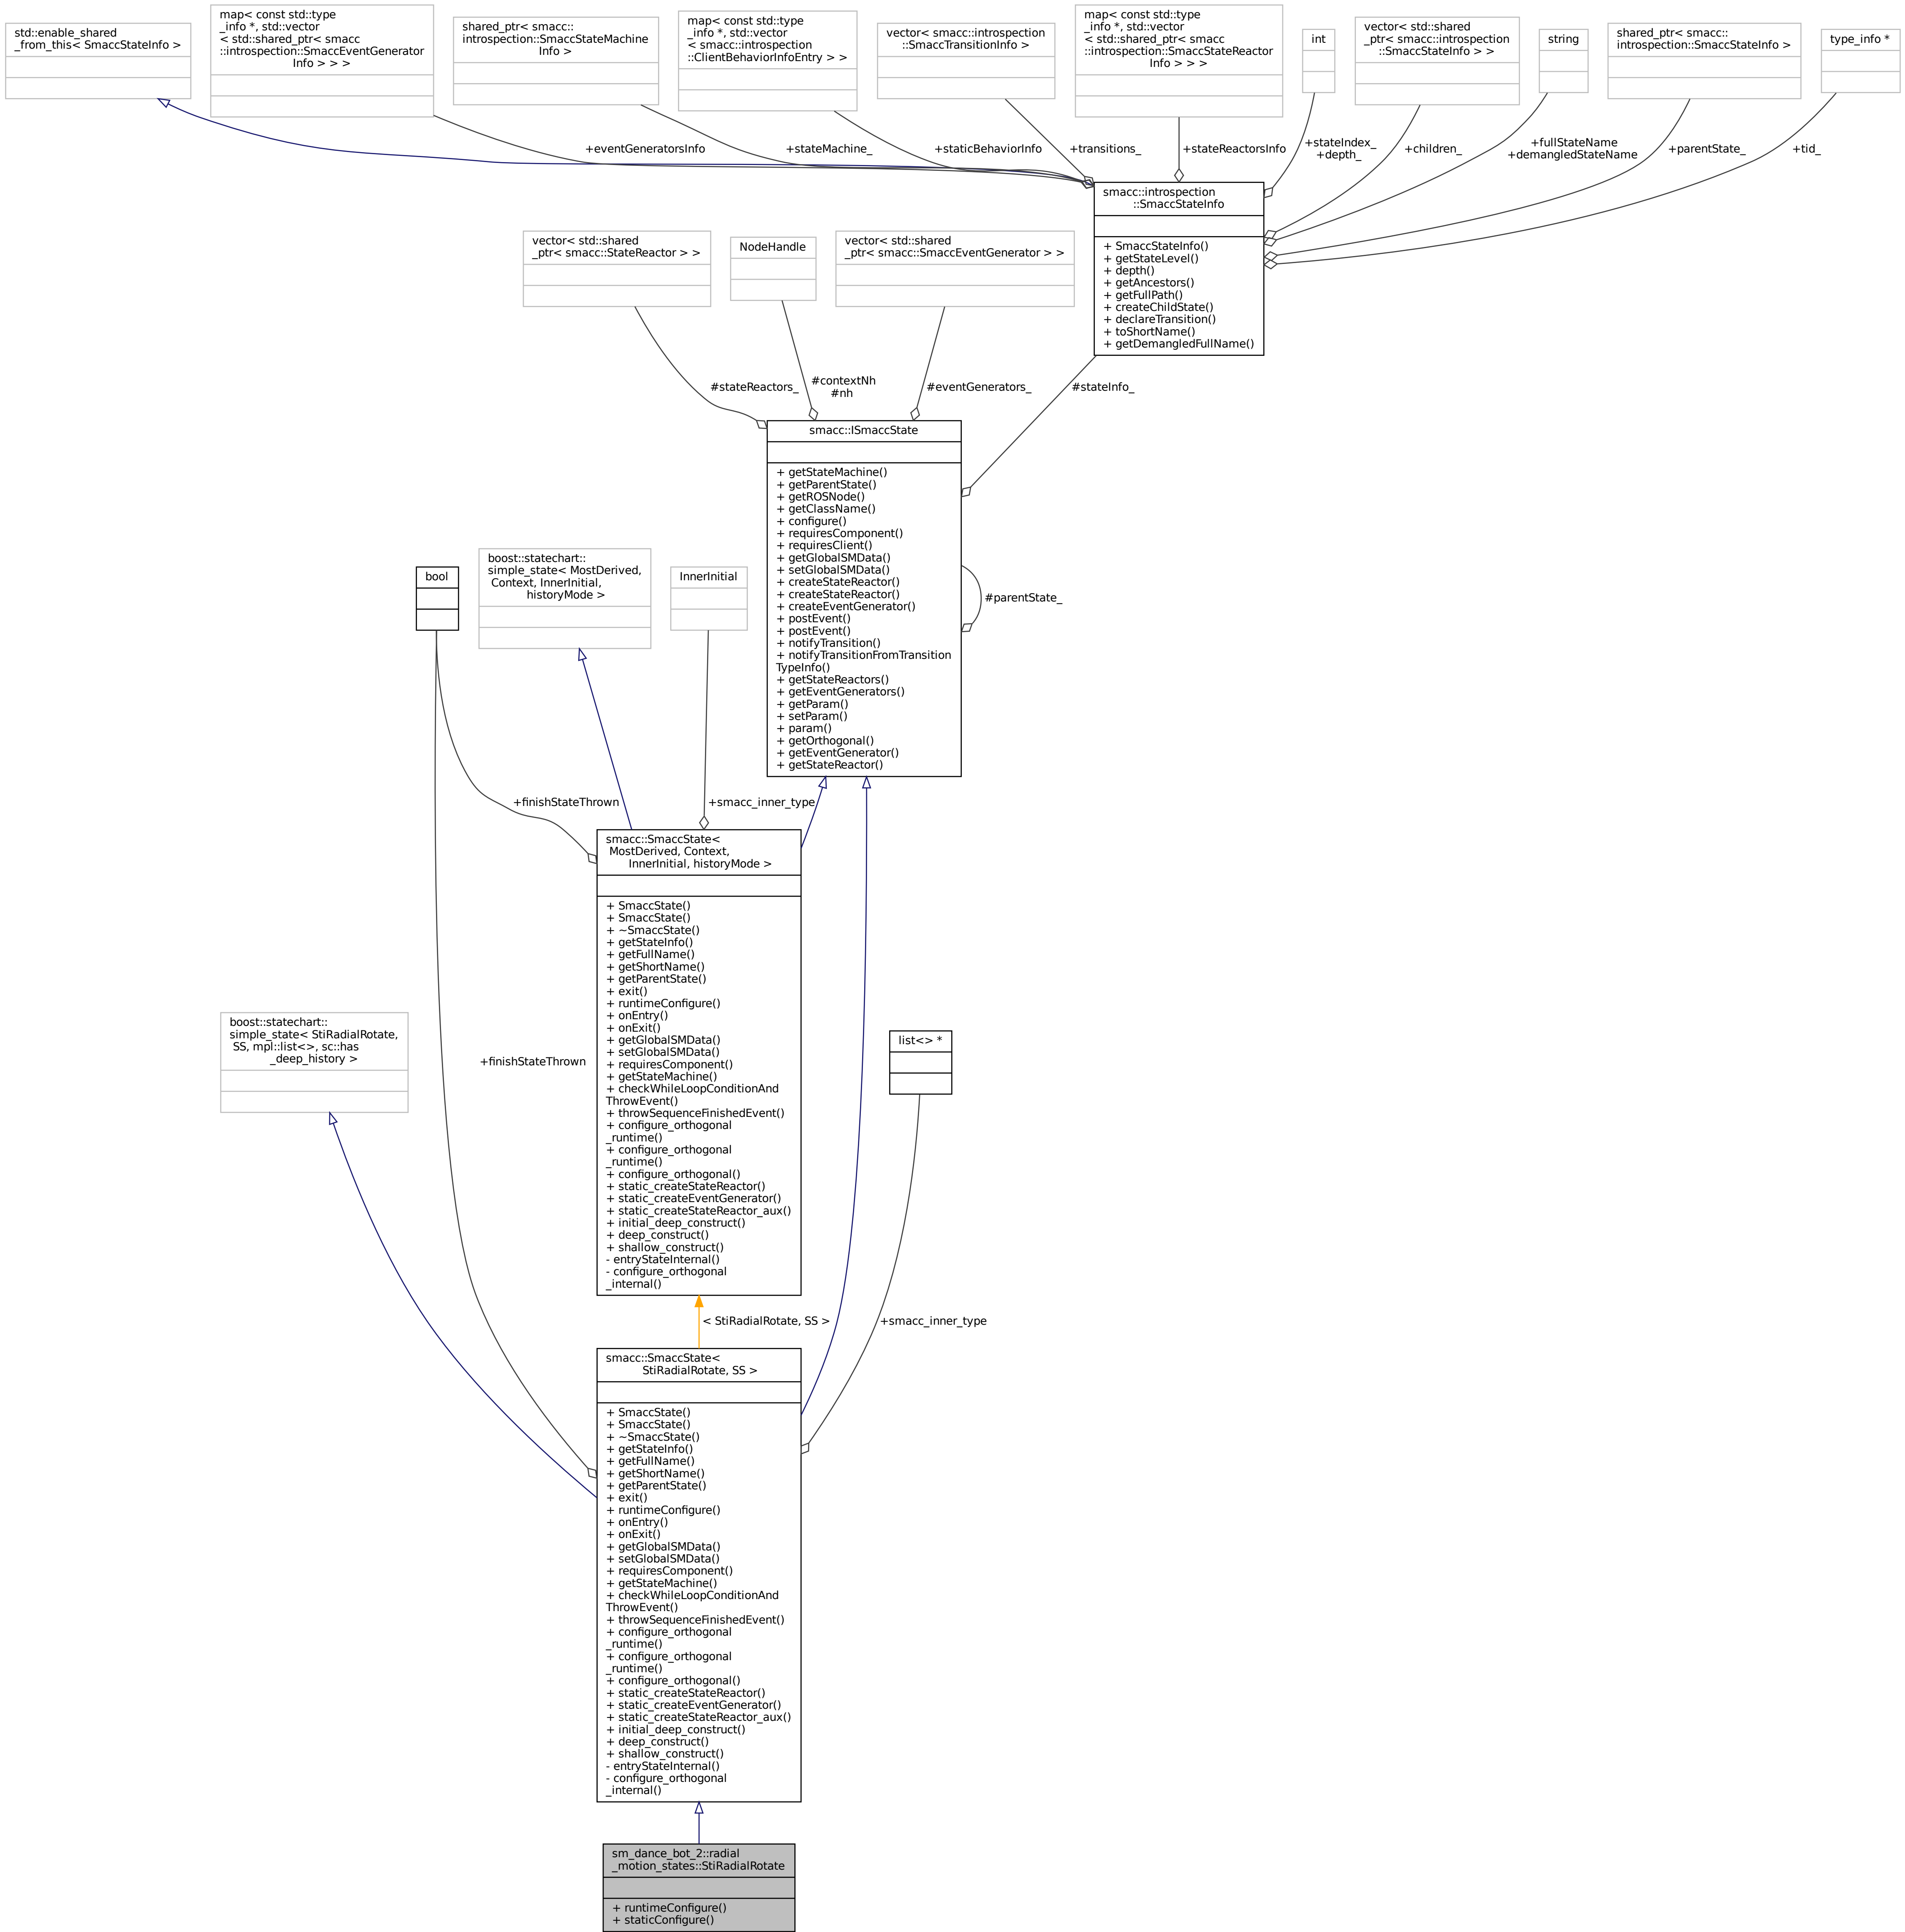 std::enable_shared
_from_this< SmaccStateInfo >
map< const std::type
_info *, std::vector
< std::shared_ptr< smacc
::introspection::SmaccEventGenerator
Info > > >
shared_ptr< smacc::
introspection::SmaccStateMachine
Info >
map< const std::type
_info *, std::vector
< smacc::introspection
::ClientBehaviorInfoEntry > >
vector< smacc::introspection
::SmaccTransitionInfo >
map< const std::type
_info *, std::vector
< std::shared_ptr< smacc
::introspection::SmaccStateReactor
Info > > >
int
vector< std::shared
_ptr< smacc::introspection
::SmaccStateInfo > >
string
shared_ptr< smacc::
introspection::SmaccStateInfo >
type_info *
+eventGeneratorsInfo
+stateMachine_
+staticBehaviorInfo
+transitions_
+stateReactorsInfo
+stateIndex_
+depth_
+children_
+fullStateName
+demangledStateName
+parentState_
+tid_
smacc::introspection
::SmaccStateInfo
+ SmaccStateInfo()
+ getStateLevel()
+ depth()
+ getAncestors()
+ getFullPath()
+ createChildState()
+ declareTransition()
+ toShortName()
+ getDemangledFullName()
vector< std::shared
_ptr< smacc::StateReactor > >
NodeHandle
vector< std::shared
_ptr< smacc::SmaccEventGenerator > >
#stateReactors_
#contextNh
#nh
#eventGenerators_
#stateInfo_
smacc::ISmaccState
+ getStateMachine()
+ getParentState()
+ getROSNode()
+ getClassName()
+ configure()
+ requiresComponent()
+ requiresClient()
+ getGlobalSMData()
+ setGlobalSMData()
+ createStateReactor()
+ createStateReactor()
+ createEventGenerator()
+ postEvent()
+ postEvent()
+ notifyTransition()
+ notifyTransitionFromTransition
TypeInfo()
+ getStateReactors()
+ getEventGenerators()
+ getParam()
+ setParam()
+ param()
+ getOrthogonal()
+ getEventGenerator()
+ getStateReactor()
#parentState_
bool
boost::statechart::
simple_state< MostDerived,
Context, InnerInitial,
historyMode >
InnerInitial
+finishStateThrown
+smacc_inner_type
smacc::SmaccState<
MostDerived, Context,
InnerInitial, historyMode >
+ SmaccState()
+ SmaccState()
+ ~SmaccState()
+ getStateInfo()
+ getFullName()
+ getShortName()
+ getParentState()
+ exit()
+ runtimeConfigure()
+ onEntry()
+ onExit()
+ getGlobalSMData()
+ setGlobalSMData()
+ requiresComponent()
+ getStateMachine()
+ checkWhileLoopConditionAnd
ThrowEvent()
+ throwSequenceFinishedEvent()
+ configure_orthogonal
_runtime()
+ configure_orthogonal
_runtime()
+ configure_orthogonal()
+ static_createStateReactor()
+ static_createEventGenerator()
+ static_createStateReactor_aux()
+ initial_deep_construct()
+ deep_construct()
+ shallow_construct()
- entryStateInternal()
- configure_orthogonal
_internal()
boost::statechart::
simple_state< StiRadialRotate,
SS, mpl::list<>, sc::has
_deep_history >
+finishStateThrown
list<> *
< StiRadialRotate, SS >
+smacc_inner_type
smacc::SmaccState<
StiRadialRotate, SS >
+ SmaccState()
+ SmaccState()
+ ~SmaccState()
+ getStateInfo()
+ getFullName()
+ getShortName()
+ getParentState()
+ exit()
+ runtimeConfigure()
+ onEntry()
+ onExit()
+ getGlobalSMData()
+ setGlobalSMData()
+ requiresComponent()
+ getStateMachine()
+ checkWhileLoopConditionAnd
ThrowEvent()
+ throwSequenceFinishedEvent()
+ configure_orthogonal
_runtime()
+ configure_orthogonal
_runtime()
+ configure_orthogonal()
+ static_createStateReactor()
+ static_createEventGenerator()
+ static_createStateReactor_aux()
+ initial_deep_construct()
+ deep_construct()
+ shallow_construct()
- entryStateInternal()
- configure_orthogonal
_internal()
sm_dance_bot_2::radial
_motion_states::StiRadialRotate
+ runtimeConfigure()
+ staticConfigure()